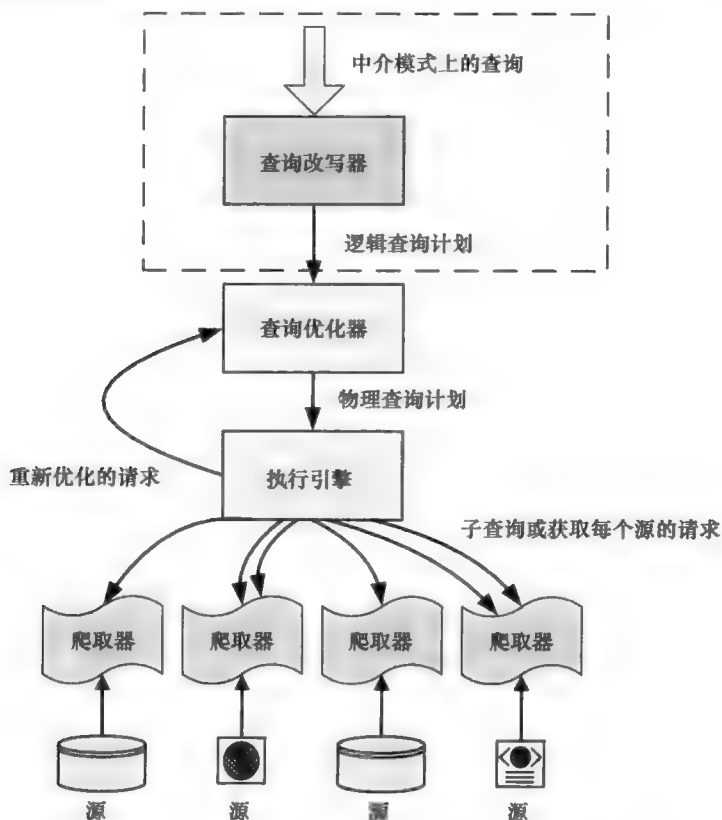 中介模式上的查询
查询改写器
逻辑查询计划
查询优化器
物理查询计划
重新优化的请求
执行引擎
子查询或获取每个源的请求
爬取器
爬取器
爬取器
爬取器
源
源
源
源